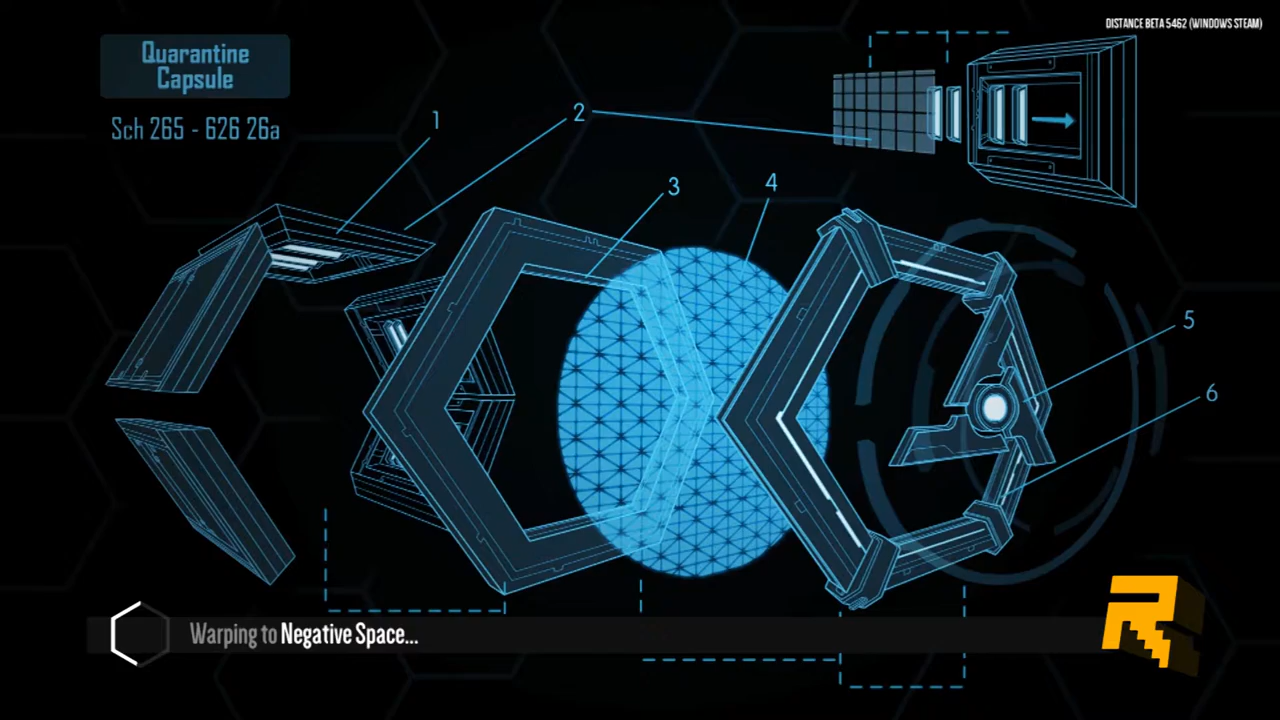 DISTANCE BETA 5462 (WINDOWS STEAM)
Quarantine
Capsule
Sch 265 - 626 26a
1
2
3
4
5
6
Warping to Negative Space...
R